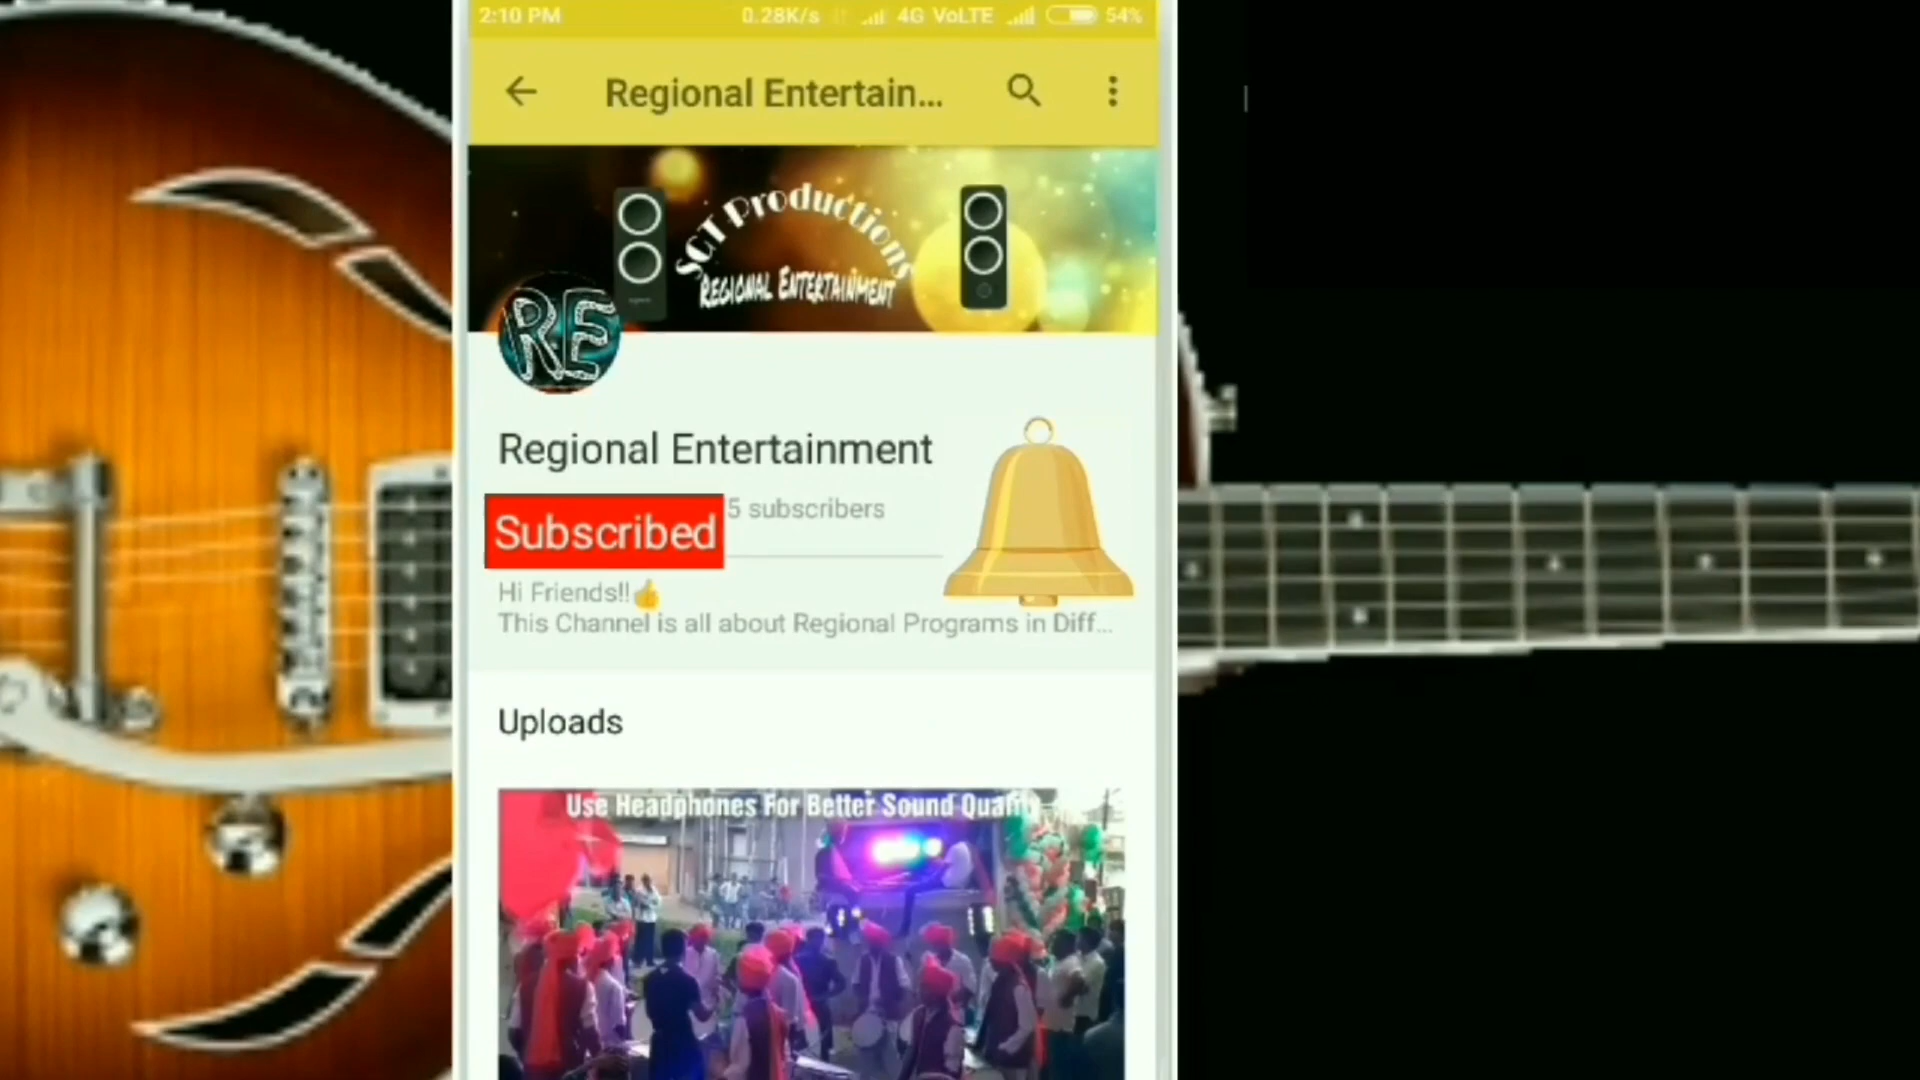 2:10 PM 0.28K/s 4G VoLTE 54%
Regional Entertain...
SGT Productions
REGIONAL ENTERTAINMENT
RE
Regional Entertainment
Subscribed 5 subscribers
Hi Friends!!👍
This Channel is all about Regional Programs in Diff...
Uploads
Use Headphones For Better Sound Quality